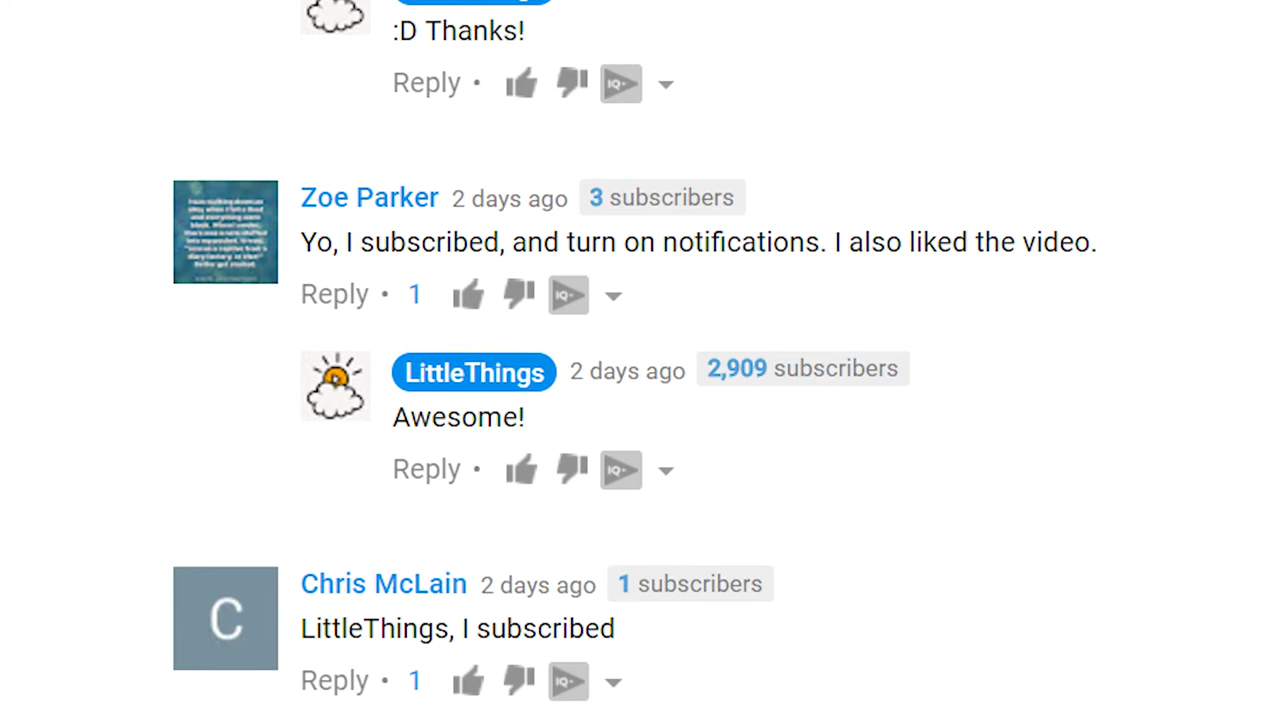 :D Thanks!
Reply •
Zoe Parker 2 days ago 3 subscribers
Yo, I subscribed, and turn on notifications. I also liked the video.
Reply • 1
LittleThings 2 days ago 2,909 subscribers
Awesome!
Reply •
C
Chris McLain 2 days ago 1 subscribers
LittleThings, I subscribed
Reply • 1